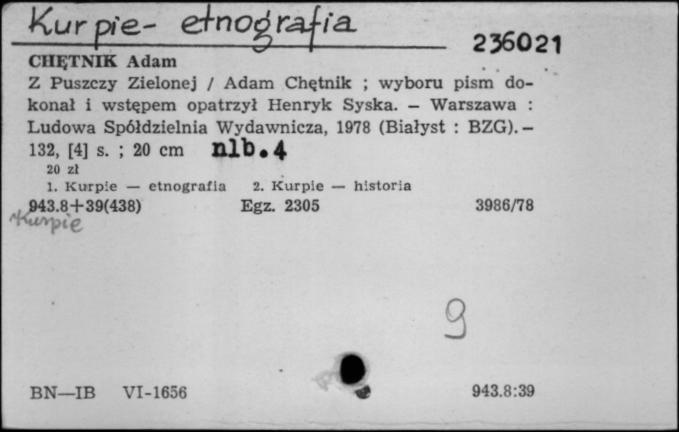 Kurpie- etnografia
236021
CHĘTNIK Adam
Z Puszczy Zielonej / Adam Chętnik ; wyboru pism do-
konał i wstępem opatrzył Henryk Syska. — Warszawa :
Ludowa Spółdzielnia Wydawnicza, 1978 (Białyst : BZG). —
132, [4] s. ; 20 cm nlb. 4
20 zł
1. Kurpie — etnografia 2. Kurpie — historia
943.8+39(438) Egz. 2305 3986/78
Kurpie
9
BN—IB VI-1656 943.8:39